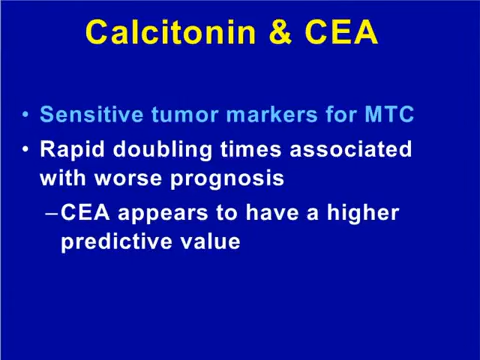 Calcitonin & CEA
• Sensitive tumor markers for MTC
• Rapid doubling times associated
with worse prognosis
–CEA appears to have a higher
predictive value